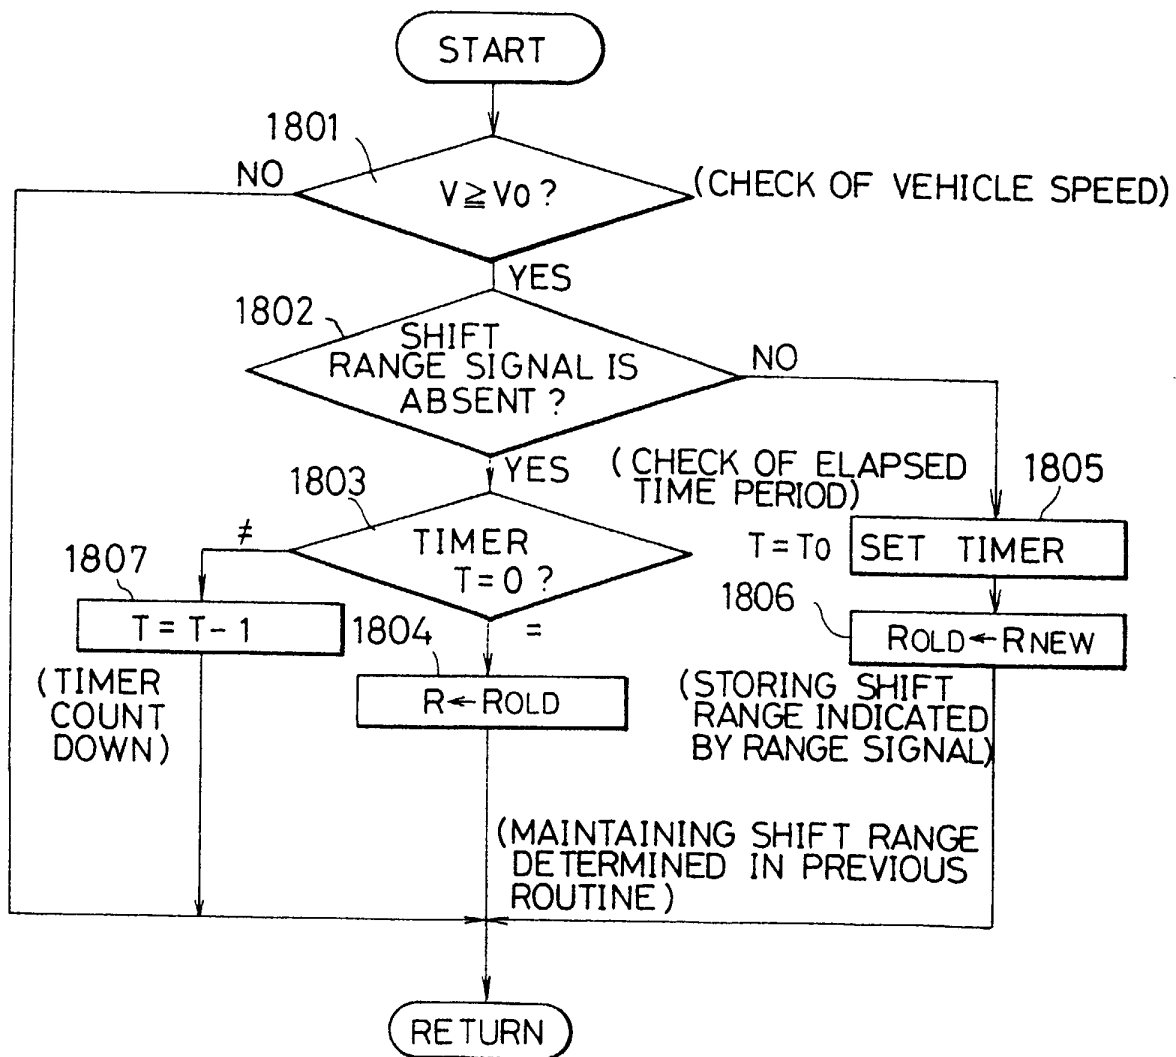 START
1801
NO
V≧V0?
(CHECK OF VEHICLE SPEED)
YES
1802
SHIFT
RANGE SIGNAL IS
ABSENT?
NO
YES
(CHECK OF ELAPSED
TIME PERIOD)
1803
1805
≠
TIMER
T=0?
T=T0
SET TIMER
1807
T=T-1
1804
=
1806
ROLD←RNEW
(TIMER
COUNT
DOWN)
R←ROLD
(STORING SHIFT
RANGE INDICATED
BY RANGE SIGNAL)
(MAINTAINING SHIFT RANGE
DETERMINED IN PREVIOUS
ROUTINE)
RETURN